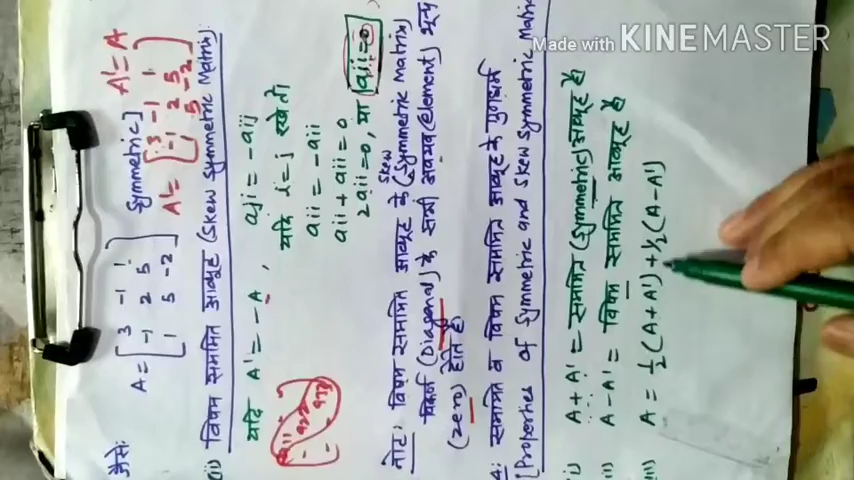 जैसे:
A = [ 3 -1 1
-1 2 5
1 5 -2 ]
Symmetric] A' = A
A' = [ 3 -1 1
-1 2 5
5 -2 ]
(ii) विषम सममित आव्यूह (Skew Symmetric Matrix):
यदि A' = -A, aji = -aij
यदि i=j रखें तो
aii = -aii
aii + aii = 0
2aii = 0, या aii = 0
नोट: विषम सममित आव्यूह के (Skew Symmetric Matrix)
विकर्ण (Diagonal) के सभी अवयव (Element) शून्य
(zero) होते हैं
4: सममित व विषम सममित आव्यूह के गुणधर्म
[Properties of Symmetric and Skew Symmetric Matrix
i) A + A' = सममित (Symmetric) आव्यूह है
ii) A - A' = विषम सममित आव्यूह है
iii) A = ½ (A+A') + ½ (A-A')
Made with KINEMASTER